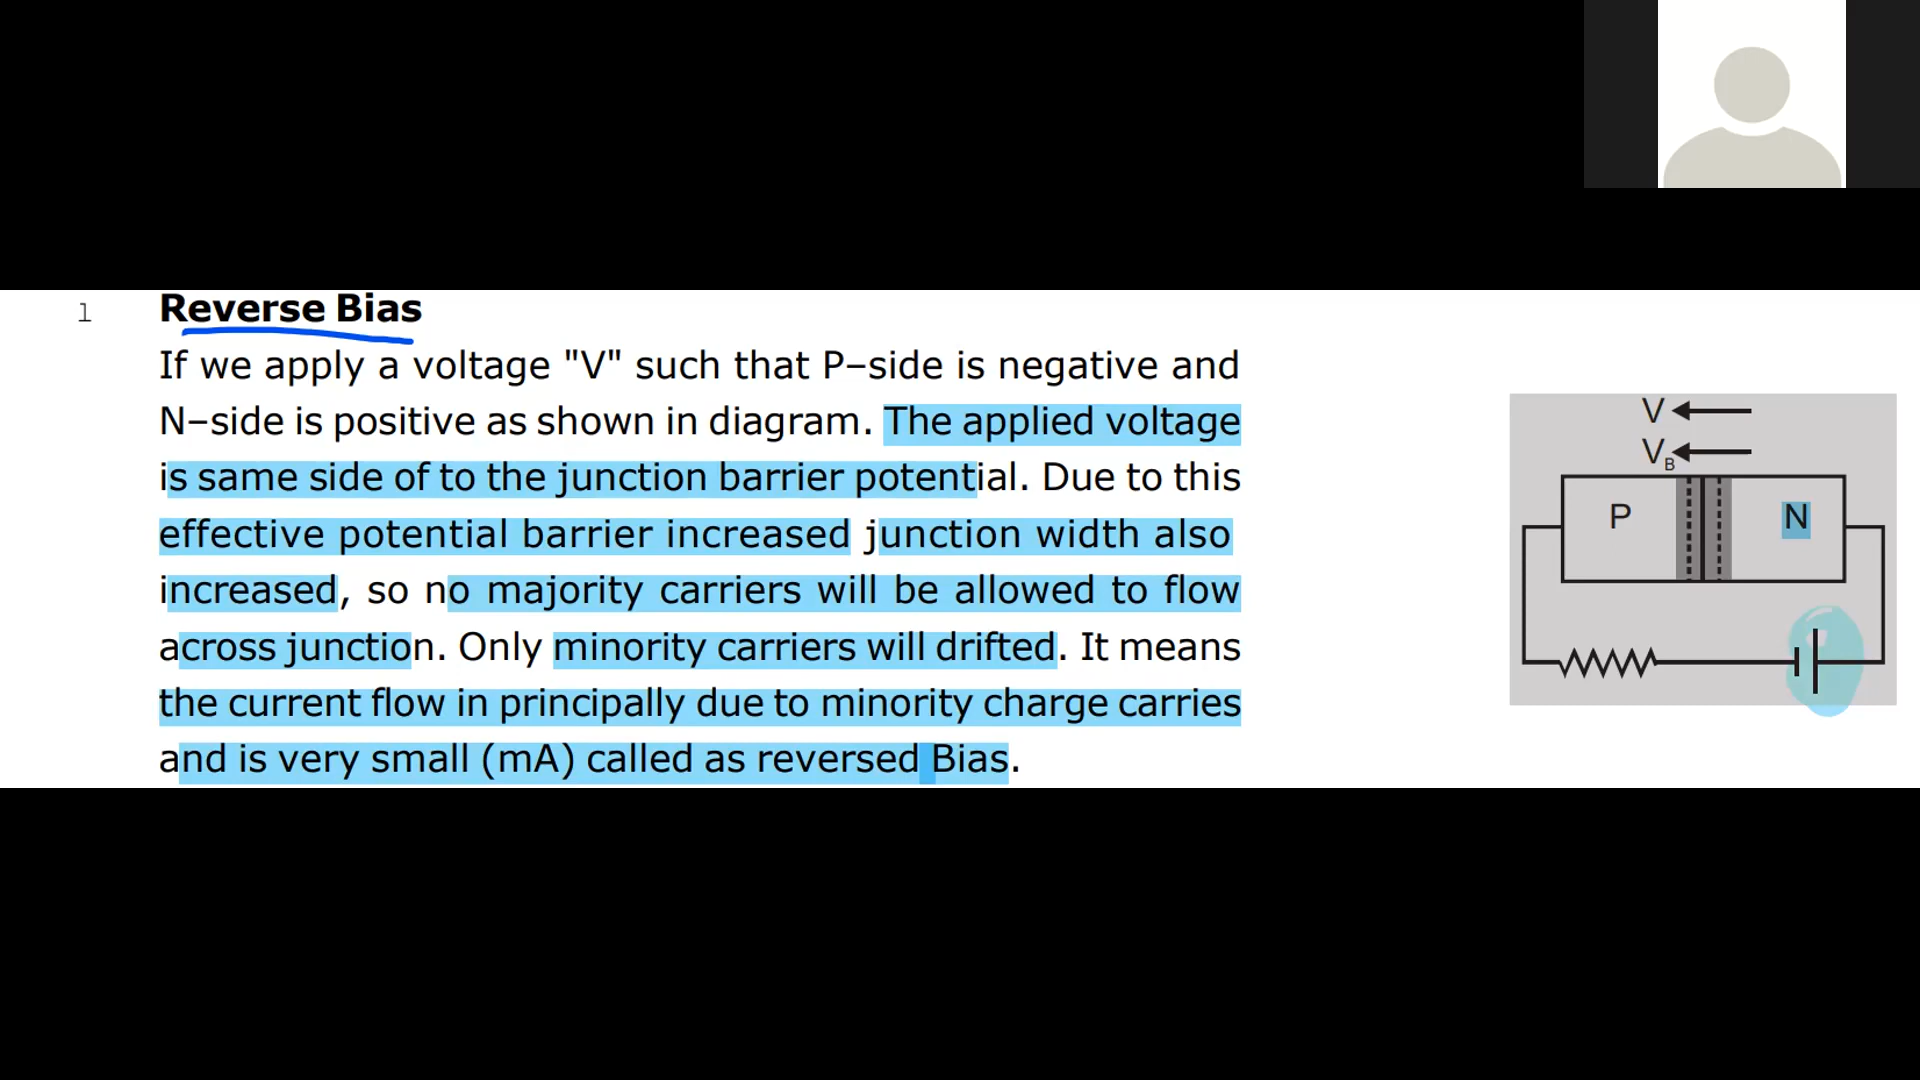 l Reverse Bias
If we apply a voltage "V" such that P–side is negative and
N–side is positive as shown in diagram. The applied voltage
is same side of to the junction barrier potential. Due to this
effective potential barrier increased junction width also
increased, so no majority carriers will be allowed to flow
across junction. Only minority carriers will drifted. It means
the current flow in principally due to minority charge carries
and is very small (mA) called as reversed Bias.
V
VB
P N